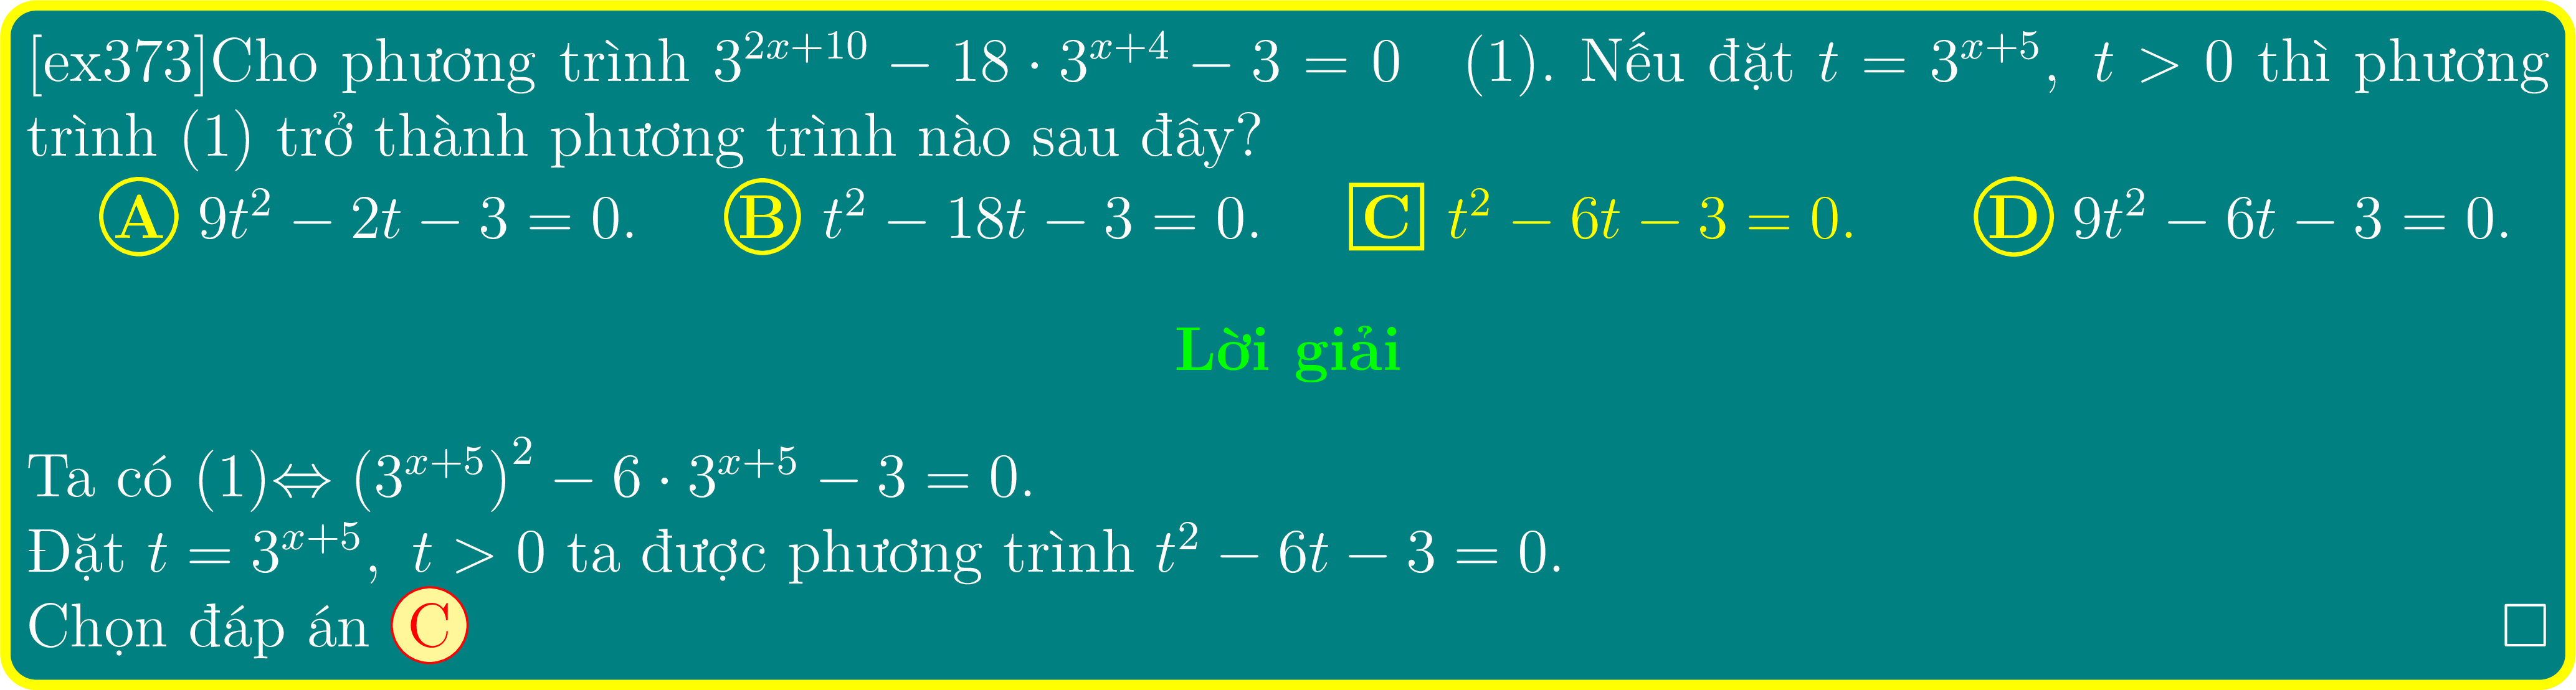 [ex373]Cho phương trình $3^{2x+10} - 18 \cdot 3^{x+4} - 3 = 0$ (1). Nếu đặt $t = 3^{x+5}$, $t > 0$ thì phương
trình (1) trở thành phương trình nào sau đây?
Ⓐ $9t^2 - 2t - 3 = 0$. Ⓑ $t^2 - 18t - 3 = 0$. C $t^2 - 6t - 3 = 0$. Ⓓ $9t^2 - 6t - 3 = 0$.
Lời giải
Ta có (1)$\Leftrightarrow (3^{x+5})^2 - 6 \cdot 3^{x+5} - 3 = 0$.
Đặt $t = 3^{x+5}$, $t > 0$ ta được phương trình $t^2 - 6t - 3 = 0$.
Chọn đáp án Ⓒ □